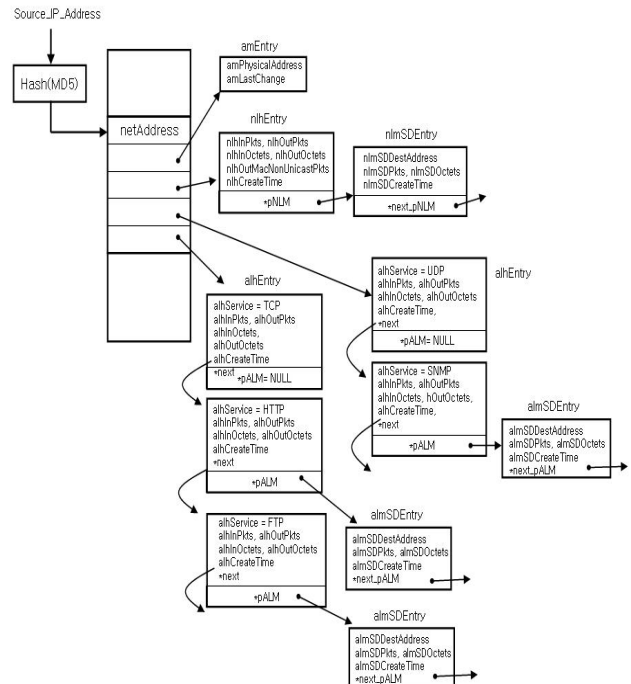 Source_IP_Address
Hash(MD5)
netAddress
amEntry
amPhysicalAddress
amLastChange
nlhEntry
nlhInPkts, nlhOutPkts
nlhInOctets, nlhOutOctets
nlhOutMacNonUnicastPkts
nlhCreateTime
*pNLM
nlmSDEntry
nlmSDDestAddress
nlmSDPkts, nlmSDOctets
nlmSDCreateTime
*next_pNLM
alhEntry
alhService = TCP
alhInPkts, alhOutPkts
alhInOctets,
alhOutOctets
alhCreateTime
*next
*pALM= NULL
alhService = HTTP
alhInPkts, alhOutPkts
alhInOctets, alhOutOctets
alhCreateTime
*next
*pALM
alhService = FTP
alhInPkts, alhOutPkts
alhInOctets, alhOutOctets
alhCreateTime
*next
*pALM
alhEntry
alhService = UDP
alhInPkts, alhOutPkts
alhInOctets, alhOutOctets
alhCreateTime,
*next
*pALM= NULL
alhService = SNMP
alhInPkts, alhOutPkts
alhInOctets, hOutOctets,
alhCreateTime,
*next
*pALM
almSDEntry
almSDDestAddress
almSDPkts, almSDOctets
almSDCreateTime
*next_pALM
almSDEntry
almSDDestAddress
almSDPkts, almSDOctets
almSDCreateTime
*next_pALM
almSDEntry
almSDDestAddress
almSDPkts, almSDOctets
almSDCreateTime
*next_pALM